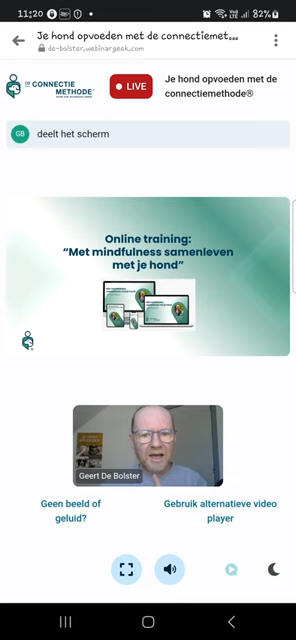 11:20
Vo))
LTE
82%
Je hond opvoeden met de connectiemet...
de-bolster.webinargeek.com
DE CONNECTIE
METHODE
LIVE
Je hond opvoeden met de
connectiemethode®
GB
deelt het scherm
Online training:
“Met mindfulness samenleven
met je hond”
Geert De Bolster
Geen beeld of
geluid?
Gebruik alternatieve video
player